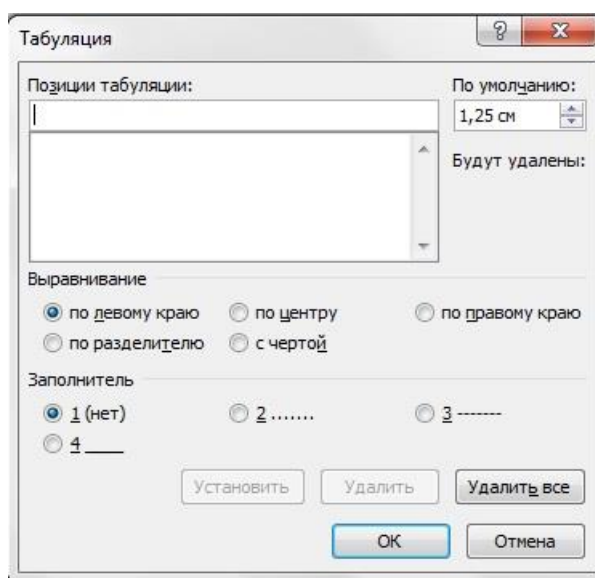 Табуляция
Позиции табуляции:
По умолчанию:
1,25 см
Будут удалены:
Выравнивание
по левому краю по центру по правому краю
по разделителю с чертой
Заполнитель
1 (нет) 2 ....... 3 -------
4 ___
Установить Удалить Удалить все
ОК Отмена